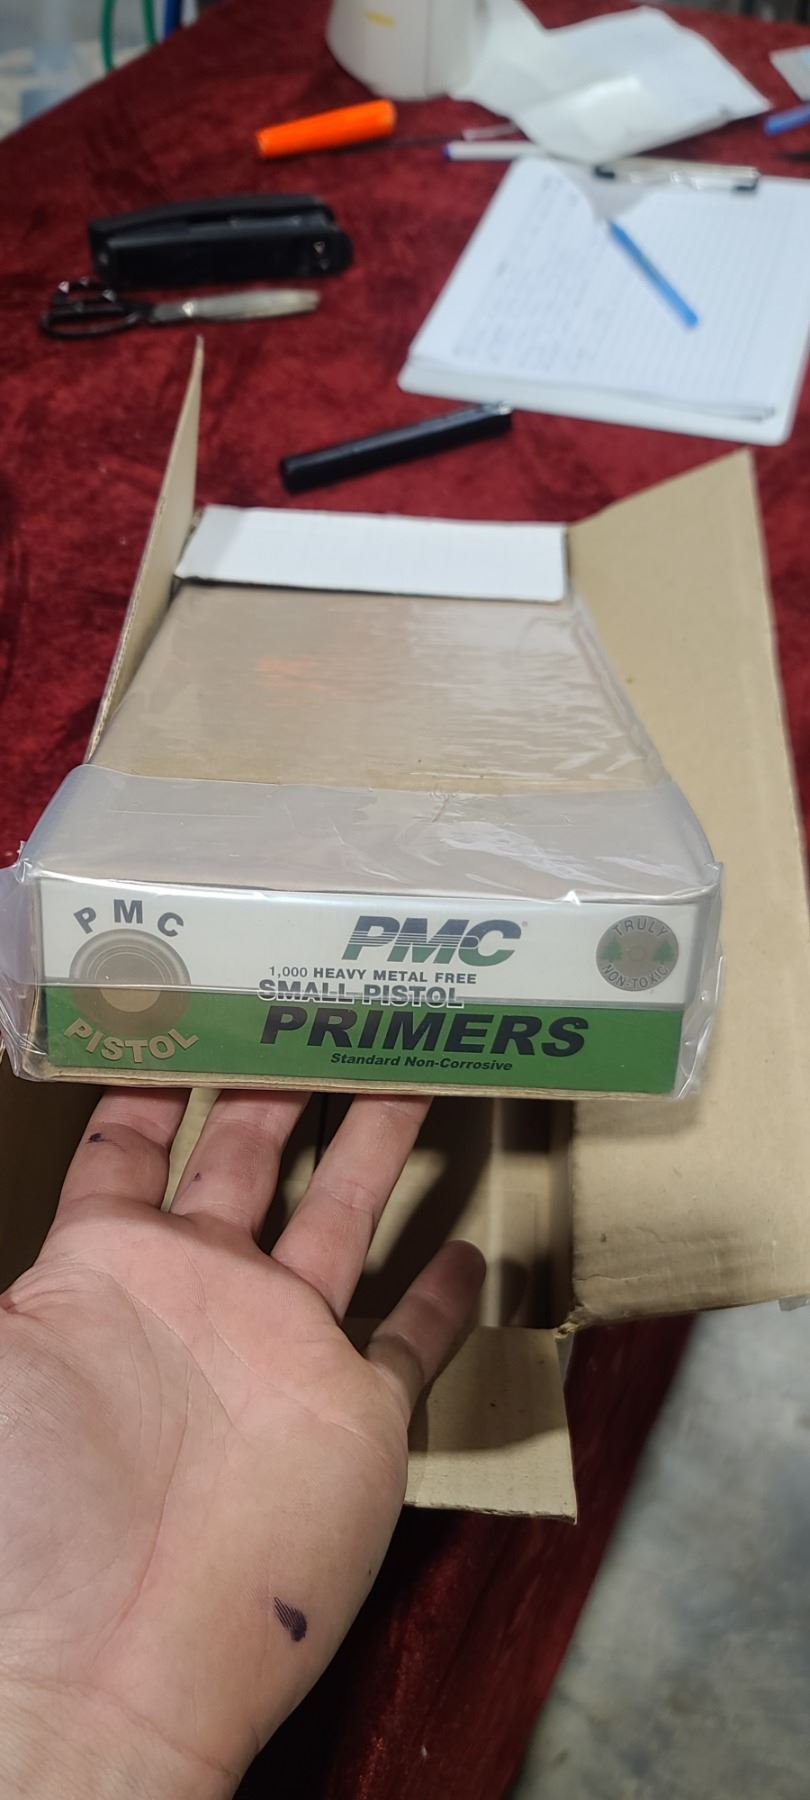 PMC
PISTOL
PMC
1,000 HEAVY METAL FREE
SMALL PISTOL
PRIMERS
Standard Non-Corrosive
TRULY
NON-TOXIC